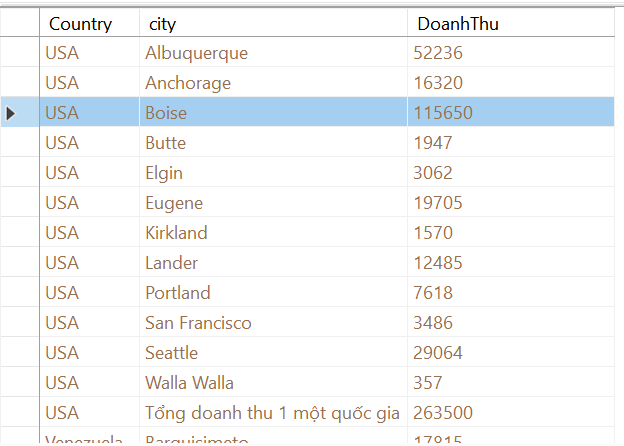 Country city DoanhThu
USA Albuquerque 52236
USA Anchorage 16320
USA Boise 115650
USA Butte 1947
USA Elgin 3062
USA Eugene 19705
USA Kirkland 1570
USA Lander 12485
USA Portland 7618
USA San Francisco 3486
USA Seattle 29064
USA Walla Walla 357
USA Tổng doanh thu 1 một quốc gia 263500
Venezuela Barquisimeto 17815